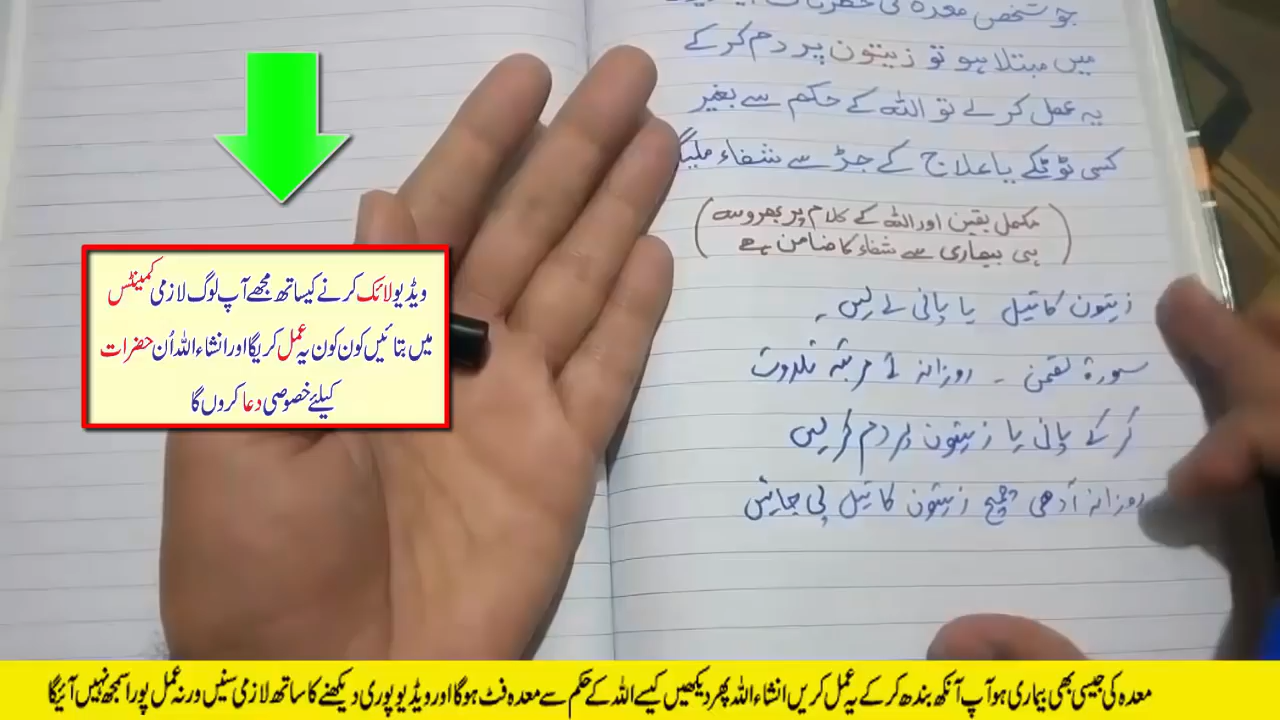 جو شخص معدہ کی خطرناک
میں مبتلا ہو تو زیتون پر دم کر کے
یہ عمل کر لے تو اللہ کے حکم سے بغیر
کسی ٹوٹکے یا علاج کے جڑ سے شفاء ملیگی
(مکمل یقین اور اللہ کے کلام پر بھروسہ
ہی بیماری سے شفاء کا ضامن ہے)
زیتون کا تیل یا پانی لے لیں ۔
سورۃ لقمن ۔ روزانہ مرتبہ تلاوت
کر کے پانی یا زیتون پر دم کر لیں
روزانہ آدھی چمچ زیتون کا تیل پی جائیں
ویڈیو لائک کرنے کیساتھ مجھے آپ لوگ لازمی کمینٹس
میں بتائیں کون کون یہ عمل کریگا اور انشاءاللہ اُن حضرات
کیلئے خصوصی دعا کروں گا
معدہ کی جیسی بھی بیماری ہو آپ آنکھ بند کر کے یہ عمل کریں انشاءاللہ پھر دیکھیں کیسے اللہ کے حکم سے معدہ فٹ ہوگا اور ویڈیو پوری دیکھنے کا ساتھ لازمی سنیں ورنہ عمل پورا سمجھ نہیں آئیگا